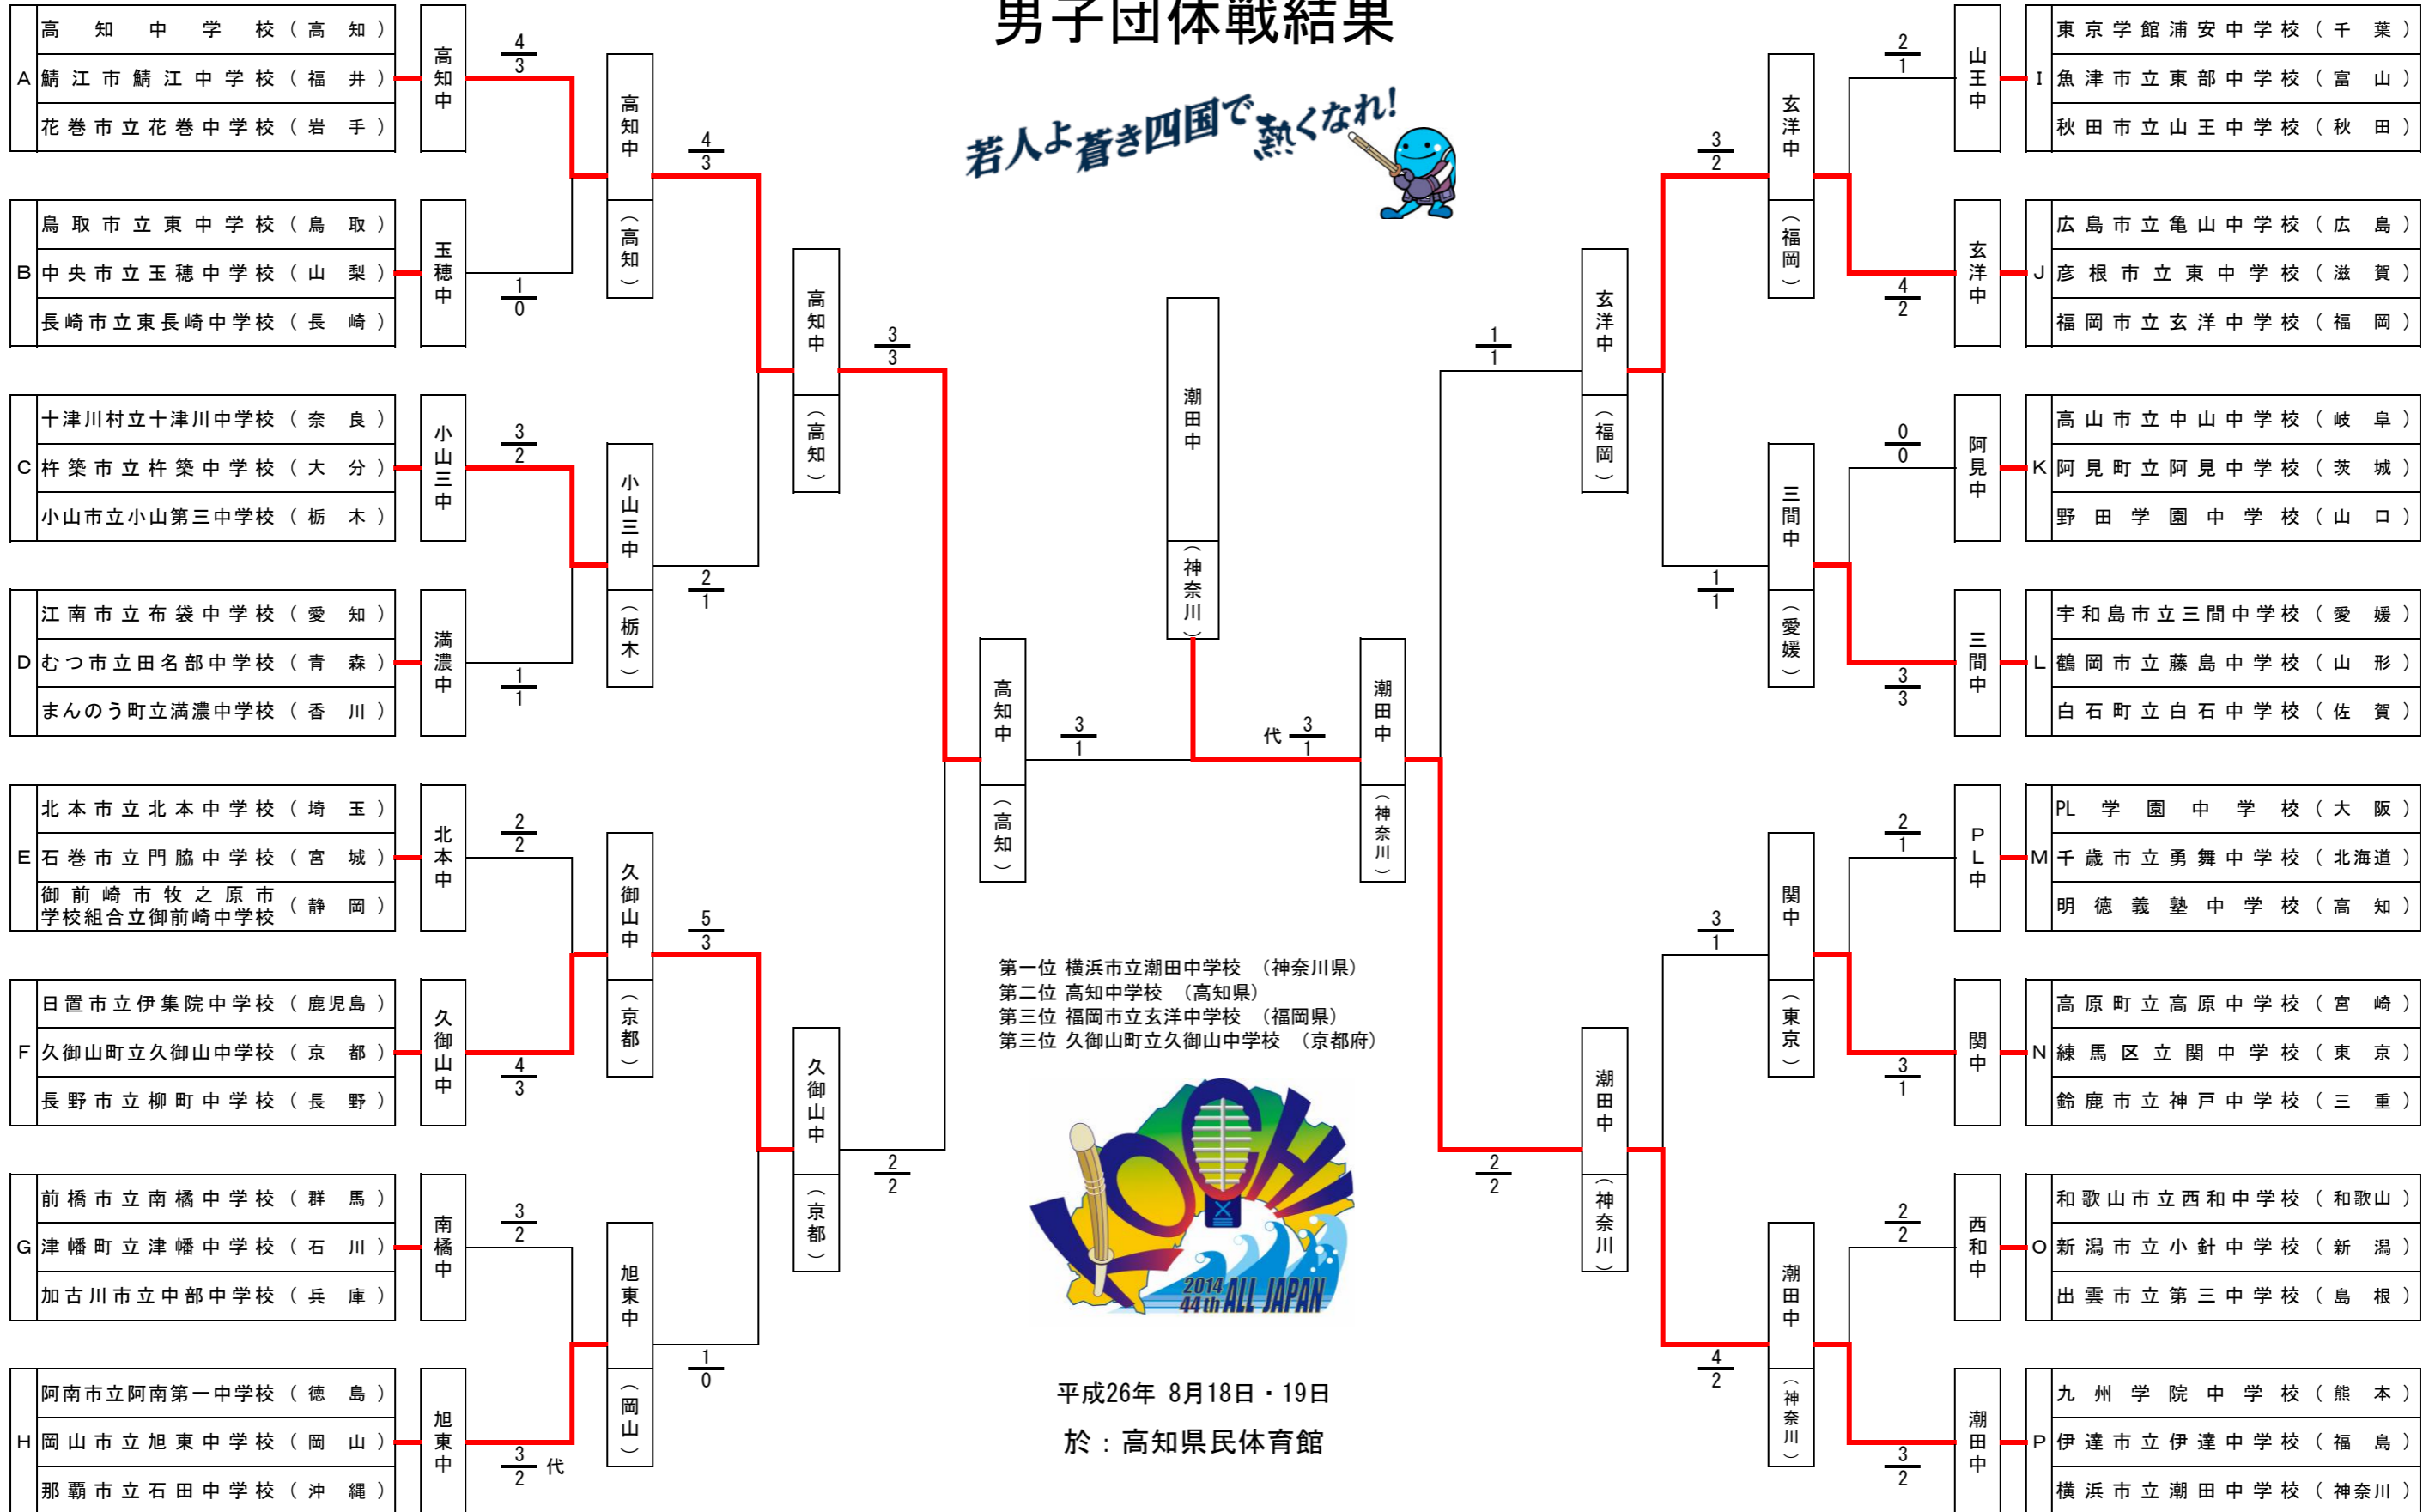 男子団体戦結果
若人よ蒼き四国で熱くなれ!
A
高知中学校(高知)
鯖江市鯖江中学校(福井)
花巻市立花巻中学校(岩手)
高知中
4
3
B
鳥取市立東中学校(鳥取)
中央市立玉穂中学校(山梨)
長崎市立東長崎中学校(長崎)
玉穂中
1
0
高知中
(高知)
4
3
C
十津川村立十津川中学校(奈良)
杵築市立杵築中学校(大分)
小山市立小山第三中学校(栃木)
小山三中
3
2
D
江南市立布袋中学校(愛知)
むつ市立田名部中学校(青森)
まんのう町立満濃中学校(香川)
満濃中
1
1
小山三中
(栃木)
2
1
高知中
(高知)
3
3
E
北本市立北本中学校(埼玉)
石巻市立門脇中学校(宮城)
御前崎市牧之原市
学校組合立御前崎中学校(静岡)
北本中
2
2
F
日置市立伊集院中学校(鹿児島)
久御山町立久御山中学校(京都)
長野市立柳町中学校(長野)
久御山中
4
3
久御山中
(京都)
5
3
G
前橋市立南橘中学校(群馬)
津幡町立津幡中学校(石川)
加古川市立中部中学校(兵庫)
南橘中
3
2
H
阿南市立阿南第一中学校(徳島)
岡山市立旭東中学校(岡山)
那覇市立石田中学校(沖縄)
旭東中
3
2
代
旭東中
(岡山)
1
0
久御山中
(京都)
2
2
高知中
(高知)
3
1
潮田中
(神奈川)
代
3
1
潮田中
(神奈川)
玄洋中
(福岡)
1
1
玄洋中
(福岡)
3
2
山王中
2
1
I
東京学館浦安中学校(千葉)
魚津市立東部中学校(富山)
秋田市立山王中学校(秋田)
玄洋中
4
2
J
広島市立亀山中学校(広島)
彦根市立東中学校(滋賀)
福岡市立玄洋中学校(福岡)
三間中
(愛媛)
1
1
阿見中
0
0
K
高山市立中山中学校(岐阜)
阿見町立阿見中学校(茨城)
野田学園中学校(山口)
三間中
3
3
L
宇和島市立三間中学校(愛媛)
鶴岡市立藤島中学校(山形)
白石町立白石中学校(佐賀)
潮田中
(神奈川)
2
2
関中
(東京)
3
1
PL中
2
1
M
PL学園中学校(大阪)
千歳市立勇舞中学校(北海道)
明徳義塾中学校(高知)
関中
3
1
N
高原町立高原中学校(宮崎)
練馬区立関中学校(東京)
鈴鹿市立神戸中学校(三重)
潮田中
(神奈川)
4
2
西和中
2
2
O
和歌山市立西和中学校(和歌山)
新潟市立小針中学校(新潟)
出雲市立第三中学校(島根)
潮田中
3
2
P
九州学院中学校(熊本)
伊達市立伊達中学校(福島)
横浜市立潮田中学校(神奈川)
第一位 横浜市立潮田中学校 (神奈川県)
第二位 高知中学校 (高知県)
第三位 福岡市立玄洋中学校 (福岡県)
第三位 久御山町立久御山中学校 (京都府)
KOCHI
2014
44th ALL JAPAN
平成26年 8月18日・19日
於:高知県民体育館